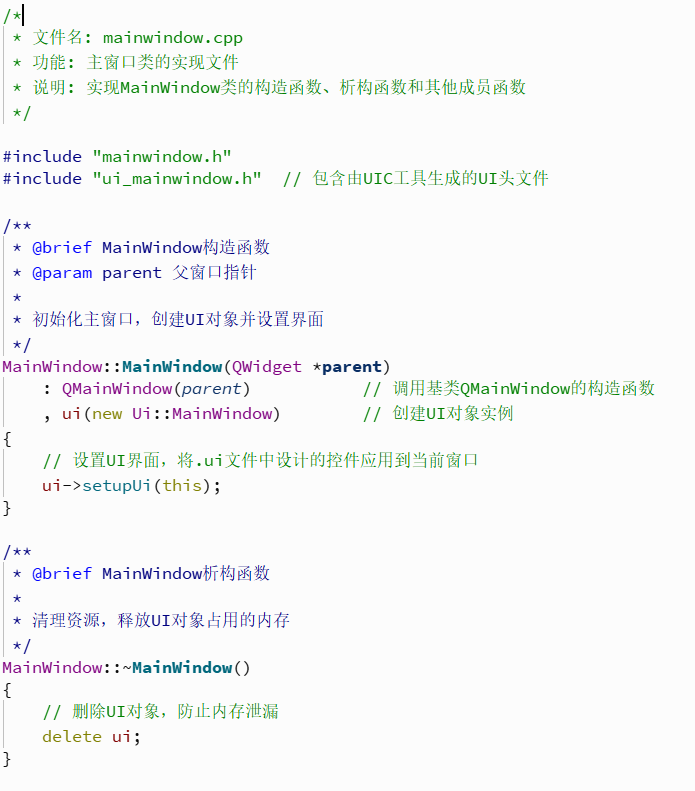 /*
 * 文件名: mainwindow.cpp
 * 功能: 主窗口类的实现文件
 * 说明: 实现MainWindow类的构造函数、析构函数和其他成员函数
 */

#include "mainwindow.h"
#include "ui_mainwindow.h"  // 包含由UIC工具生成的UI头文件

/**
 * @brief MainWindow构造函数
 * @param parent 父窗口指针
 *
 * 初始化主窗口，创建UI对象并设置界面
 */
MainWindow::MainWindow(QWidget *parent)
    : QMainWindow(parent)           // 调用基类QMainWindow的构造函数
    , ui(new Ui::MainWindow)        // 创建UI对象实例
{
    // 设置UI界面，将.ui文件中设计的控件应用到当前窗口
    ui->setupUi(this);
}

/**
 * @brief MainWindow析构函数
 *
 * 清理资源，释放UI对象占用的内存
 */
MainWindow::~MainWindow()
{
    // 删除UI对象，防止内存泄漏
    delete ui;
}